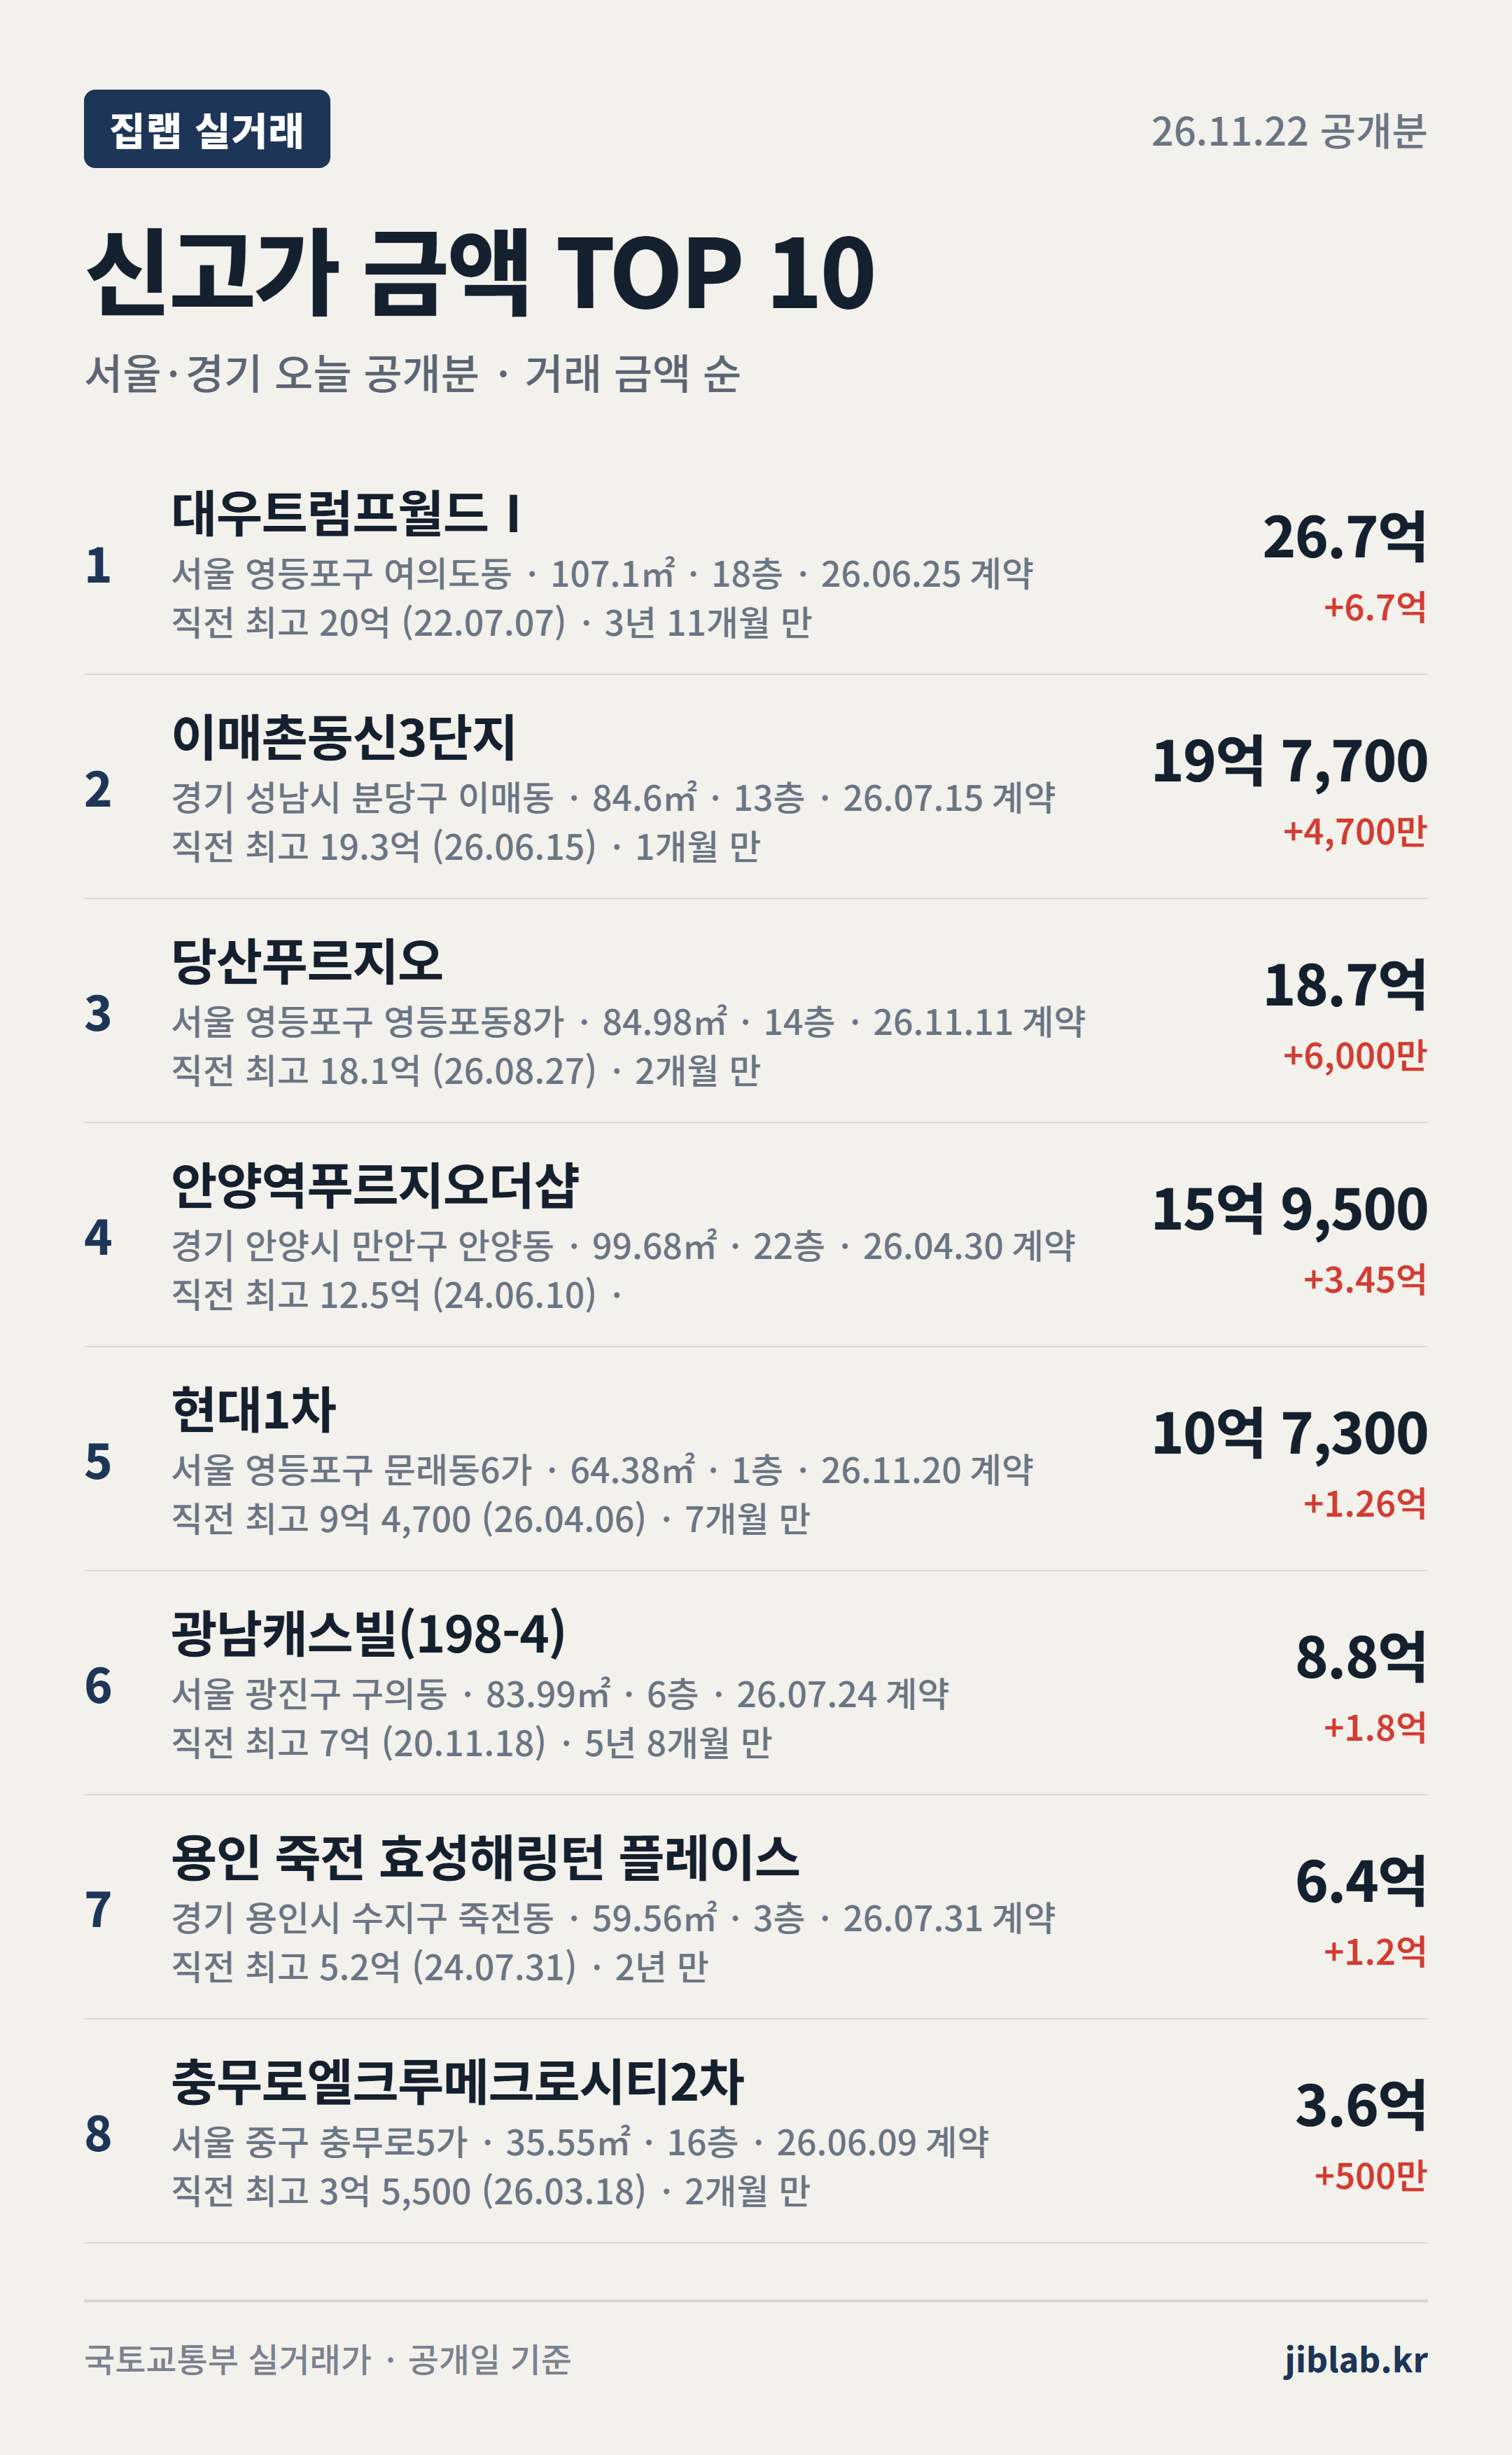 집랩 실거래
26.11.22 공개분
신고가 금액 TOP 10
서울·경기 오늘 공개분 · 거래 금액 순
1
대우트럼프월드Ⅰ
서울 영등포구 여의도동 · 107.1㎡ · 18층 · 26.06.25 계약
직전 최고 20억 (22.07.07) · 3년 11개월 만
26.7억
+6.7억
2
이매촌동신3단지
경기 성남시 분당구 이매동 · 84.6㎡ · 13층 · 26.07.15 계약
직전 최고 19.3억 (26.06.15) · 1개월 만
19억 7,700
+4,700만
3
당산푸르지오
서울 영등포구 영등포동8가 · 84.98㎡ · 14층 · 26.11.11 계약
직전 최고 18.1억 (26.08.27) · 2개월 만
18.7억
+6,000만
4
안양역푸르지오더샵
경기 안양시 만안구 안양동 · 99.68㎡ · 22층 · 26.04.30 계약
직전 최고 12.5억 (24.06.10) ·
15억 9,500
+3.45억
5
현대1차
서울 영등포구 문래동6가 · 64.38㎡ · 1층 · 26.11.20 계약
직전 최고 9억 4,700 (26.04.06) · 7개월 만
10억 7,300
+1.26억
6
광남캐스빌(198-4)
서울 광진구 구의동 · 83.99㎡ · 6층 · 26.07.24 계약
직전 최고 7억 (20.11.18) · 5년 8개월 만
8.8억
+1.8억
7
용인 죽전 효성해링턴 플레이스
경기 용인시 수지구 죽전동 · 59.56㎡ · 3층 · 26.07.31 계약
직전 최고 5.2억 (24.07.31) · 2년 만
6.4억
+1.2억
8
충무로엘크루메크로시티2차
서울 중구 충무로5가 · 35.55㎡ · 16층 · 26.06.09 계약
직전 최고 3억 5,500 (26.03.18) · 2개월 만
3.6억
+500만
국토교통부 실거래가 · 공개일 기준
jiblab.kr